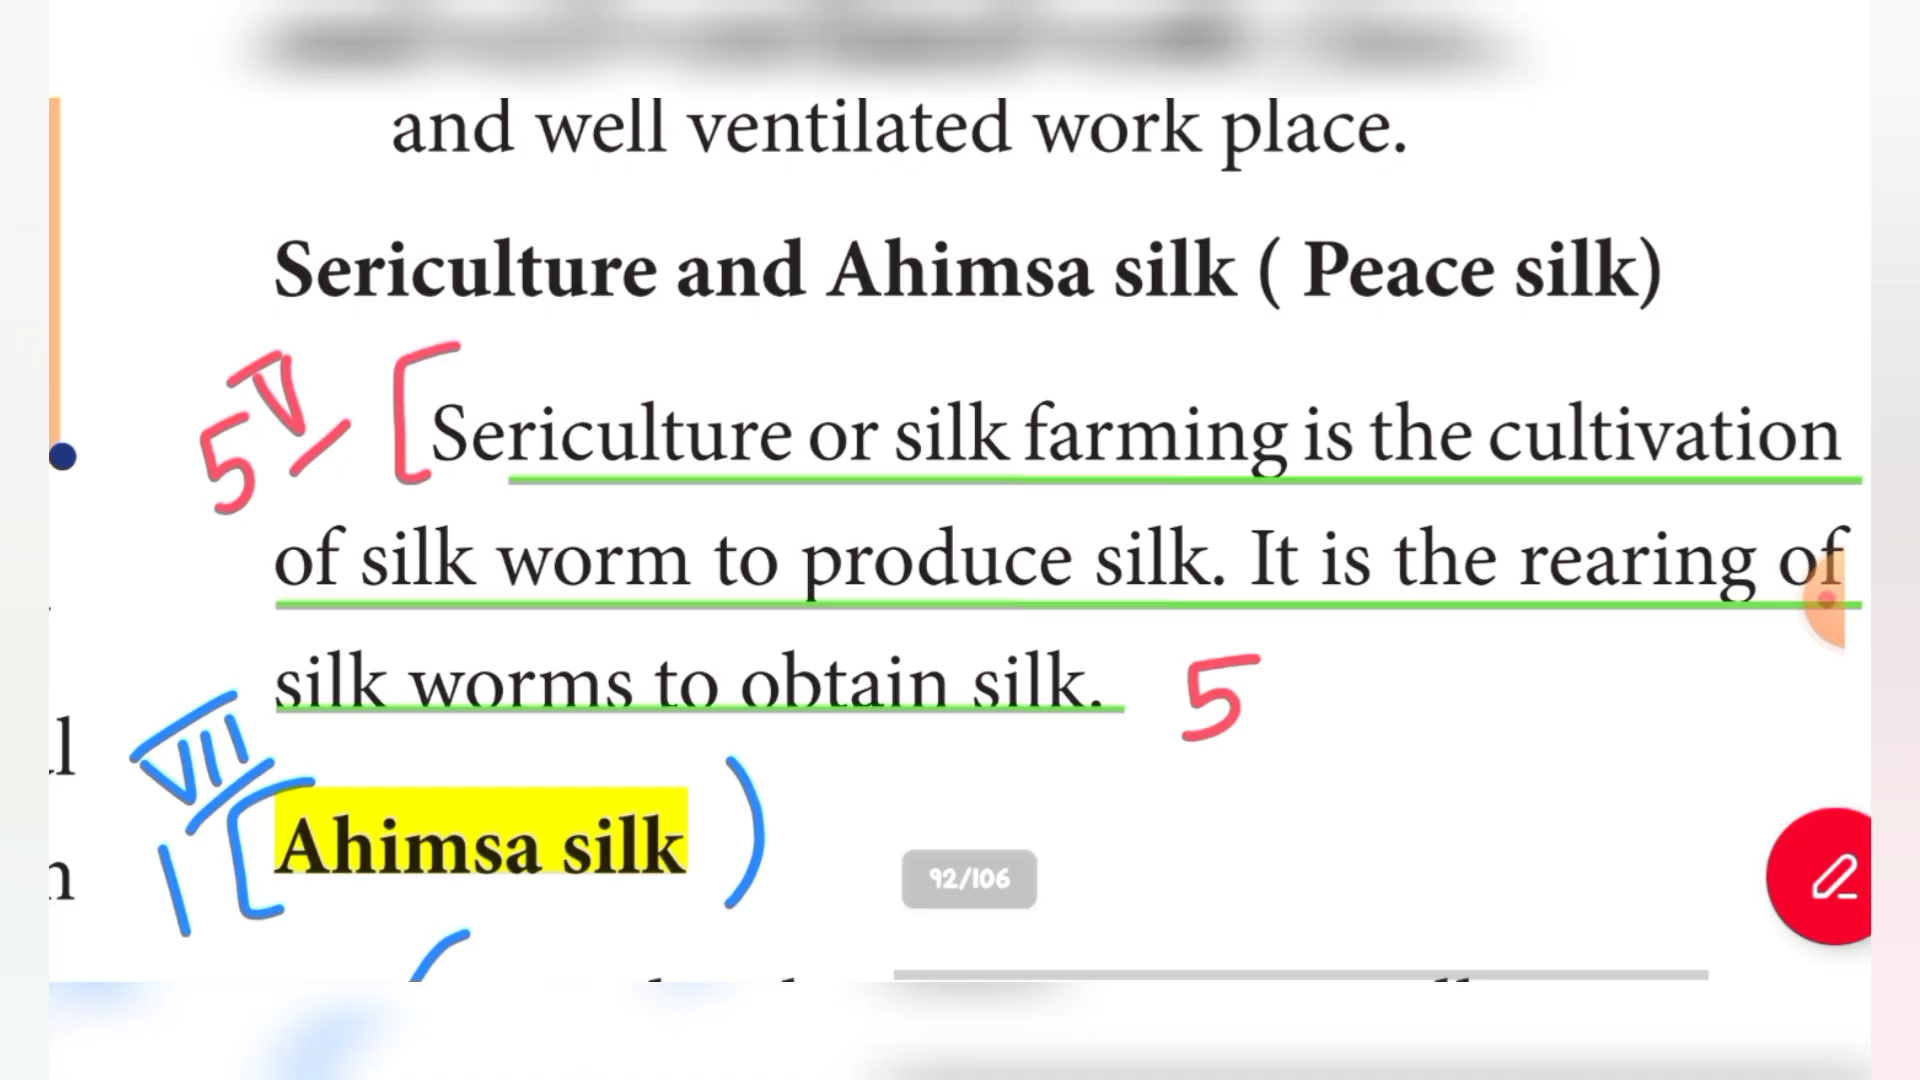 and well ventilated work place.
Sericulture and Ahimsa silk ( Peace silk)
5 V [ Sericulture or silk farming is the cultivation
of silk worm to produce silk. It is the rearing of
silk worms to obtain silk. 5
VII
1 [ Ahimsa silk )
92/106